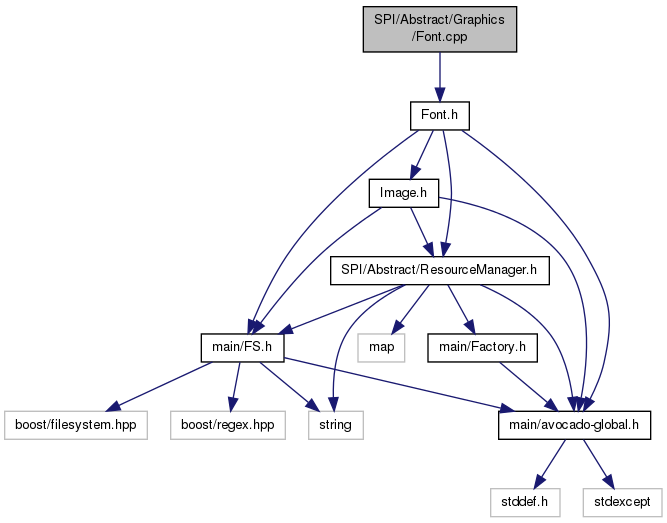 SPI/Abstract/Graphics
/Font.cpp
Font.h
Image.h
SPI/Abstract/ResourceManager.h
main/FS.h
map
main/Factory.h
boost/filesystem.hpp
boost/regex.hpp
string
main/avocado-global.h
stddef.h
stdexcept